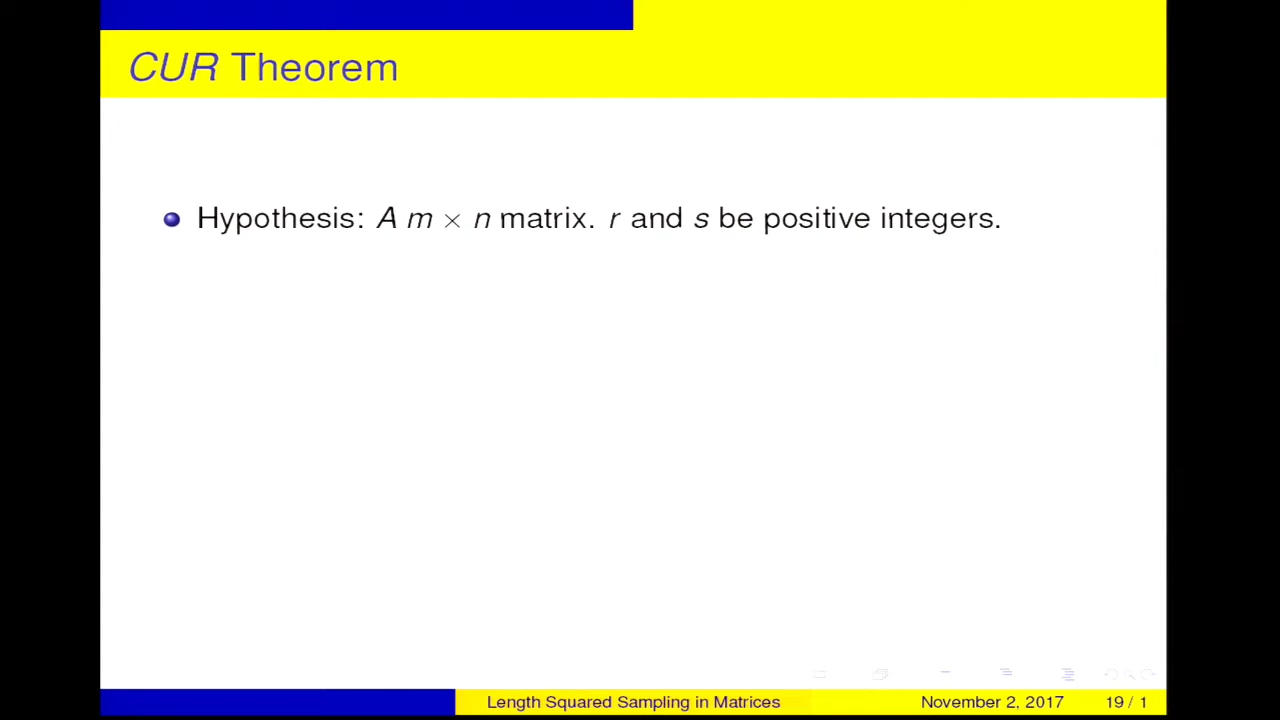 CUR Theorem
Hypothesis: A m × n matrix. r and s be positive integers.
Length Squared Sampling in Matrices
November 2, 2017
19 / 1